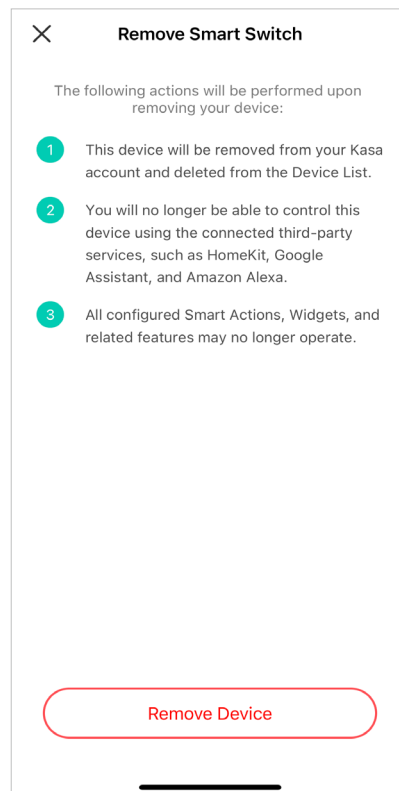 Remove Smart Switch
The following actions will be performed upon
removing your device:
1 This device will be removed from your Kasa
account and deleted from the Device List.
2 You will no longer be able to control this
device using the connected third-party
services, such as HomeKit, Google
Assistant, and Amazon Alexa.
3 All configured Smart Actions, Widgets, and
related features may no longer operate.
Remove Device